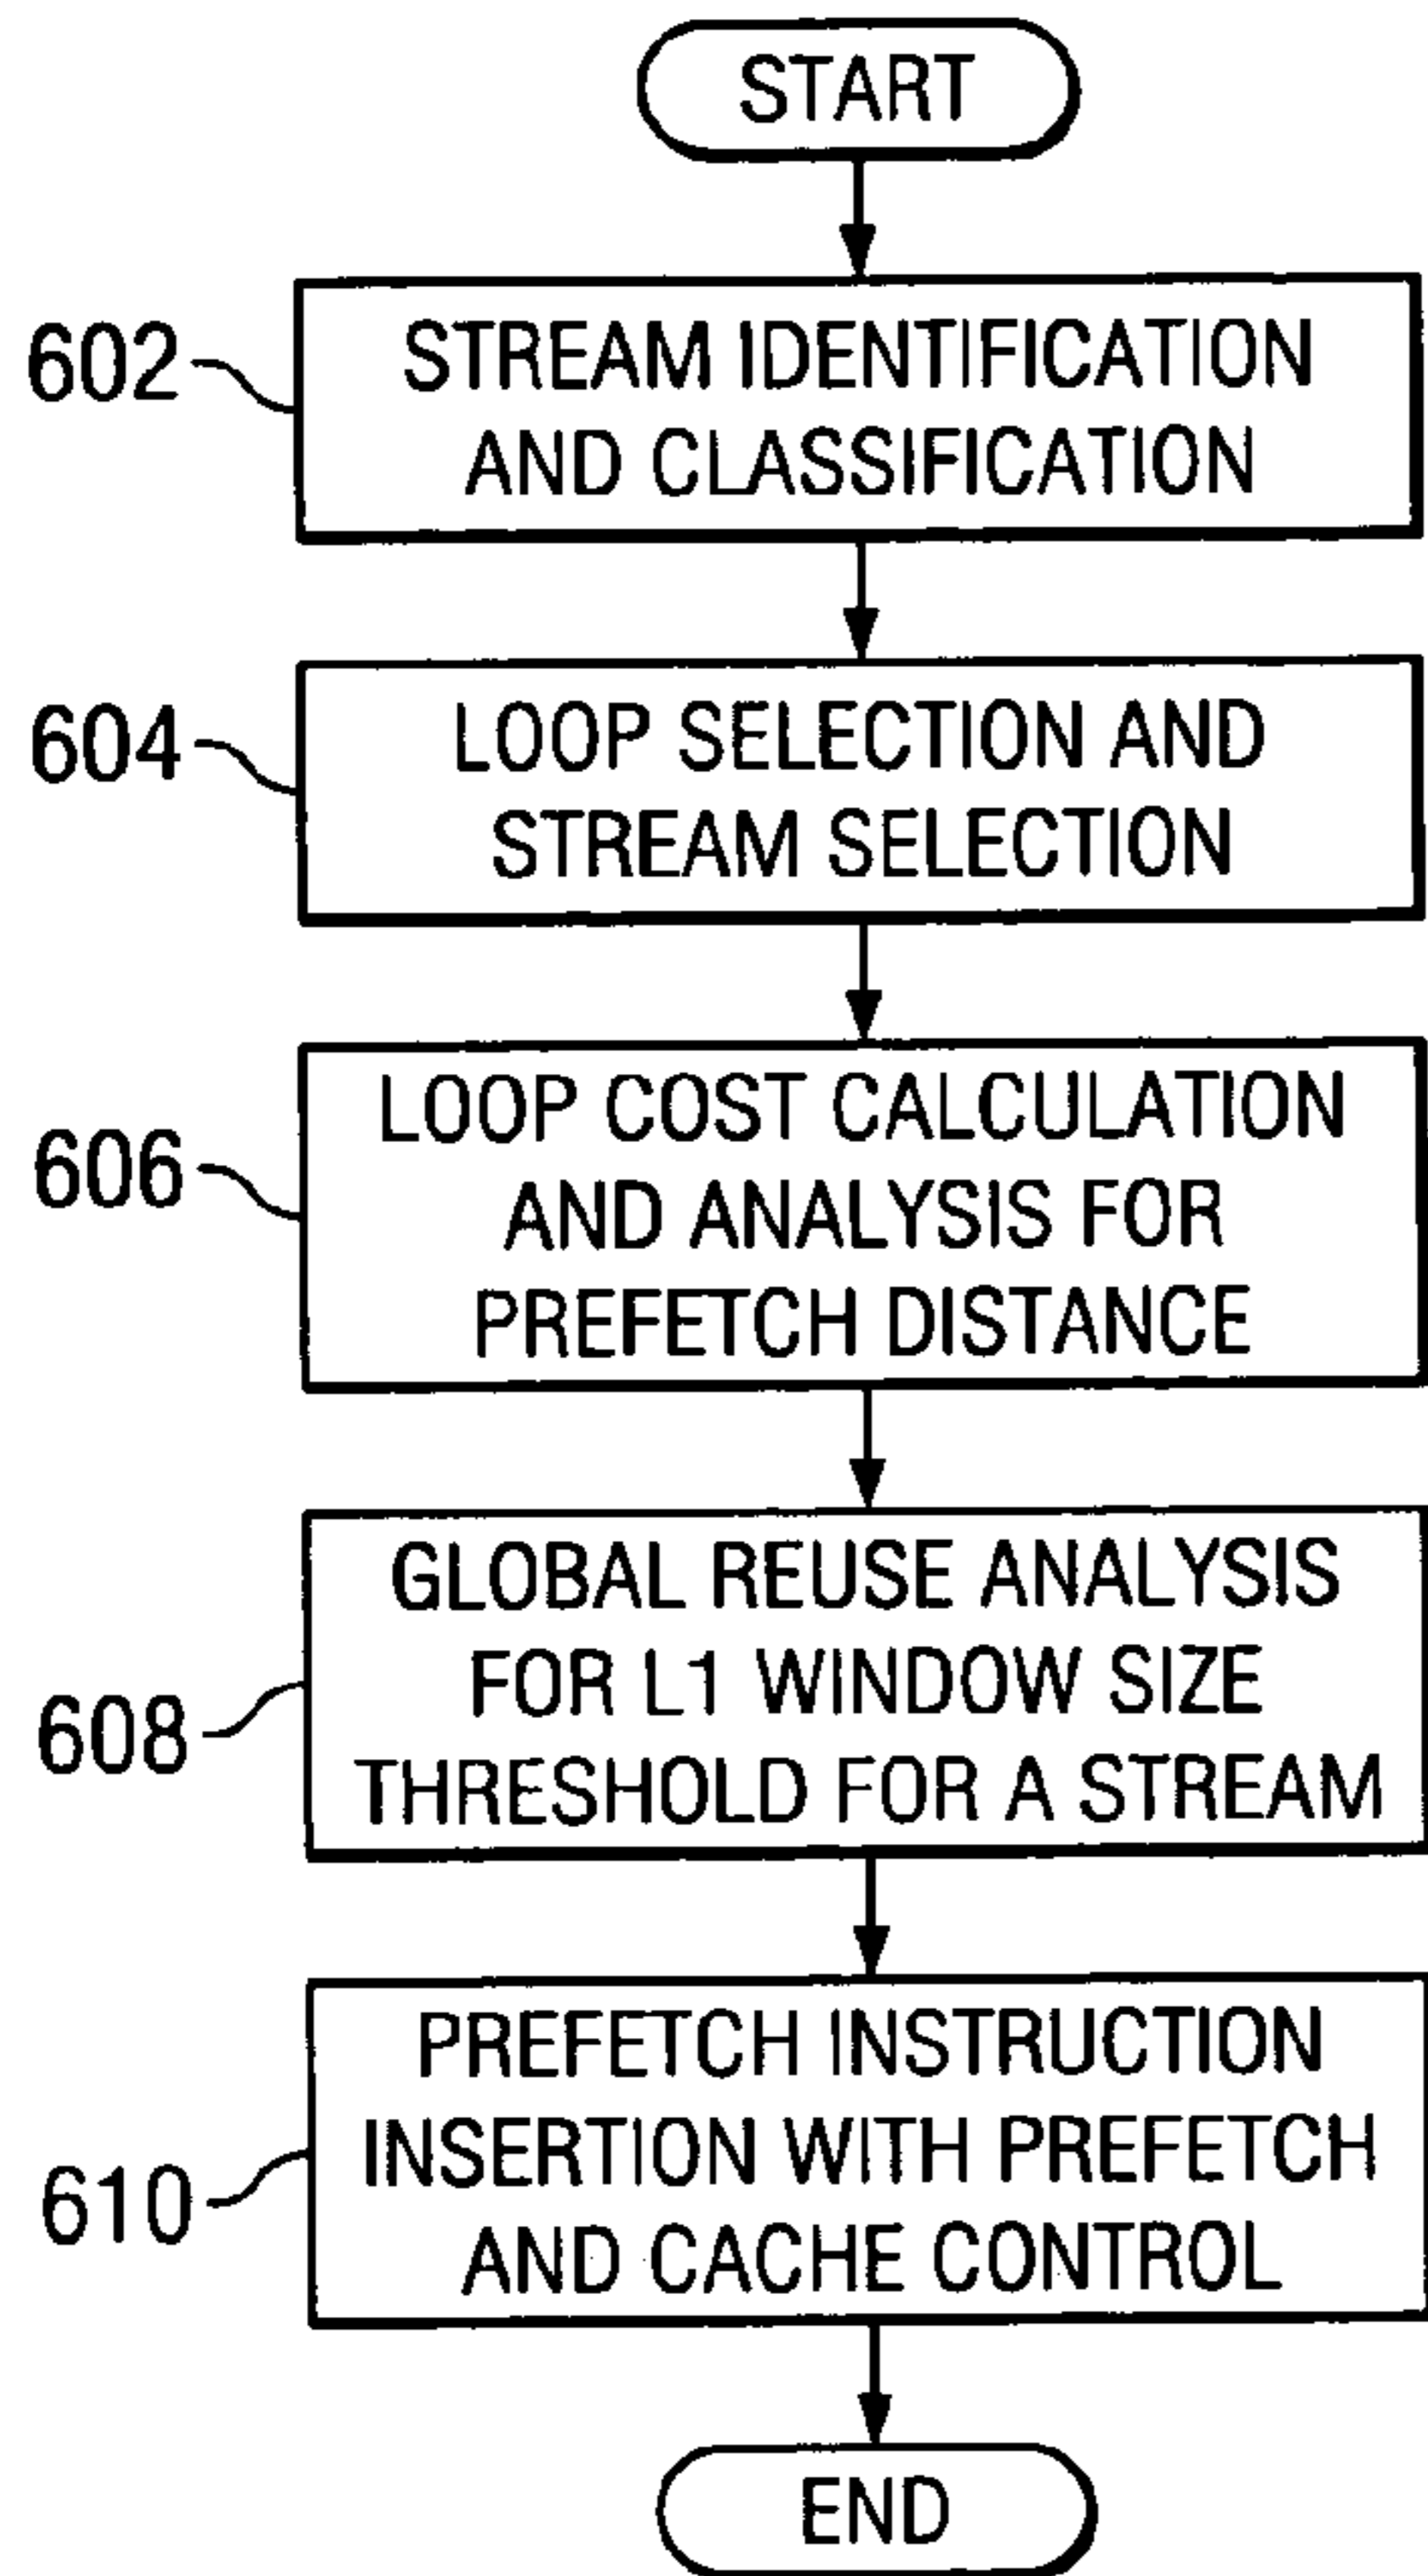 START
602
STREAM IDENTIFICATION
AND CLASSIFICATION
604
LOOP SELECTION AND
STREAM SELECTION
606
LOOP COST CALCULATION
AND ANALYSIS FOR
PREFETCH DISTANCE
608
GLOBAL REUSE ANALYSIS
FOR L1 WINDOW SIZE
THRESHOLD FOR A STREAM
610
PREFETCH INSTRUCTION
INSERTION WITH PREFETCH
AND CACHE CONTROL
END